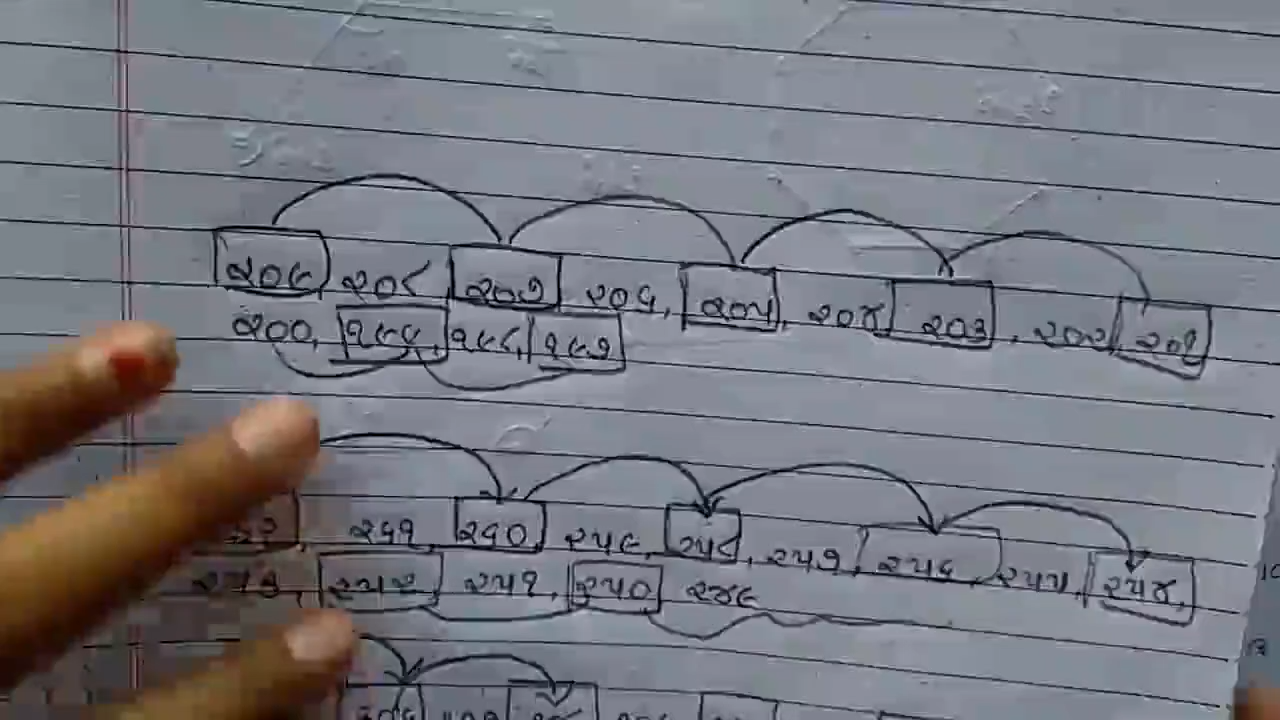 ૨૦૯ ૨૦૮ ૨૦૭ ૨૦૬, ૨૦૫, ૨૦૪ ૨૦૩, ૨૦૨ ૨૦૧
૨૦૦, ૧૯૯, ૧૯૮, ૧૯૭
૨૬૧, ૨૬૦, ૨૫૯, ૨૫૮, ૨૫૭, ૨૫૬, ૨૫૫, ૨૫૪,
૨૫૩, ૨૫૨, ૨૫૧, ૨૫૦ ૨૪૯